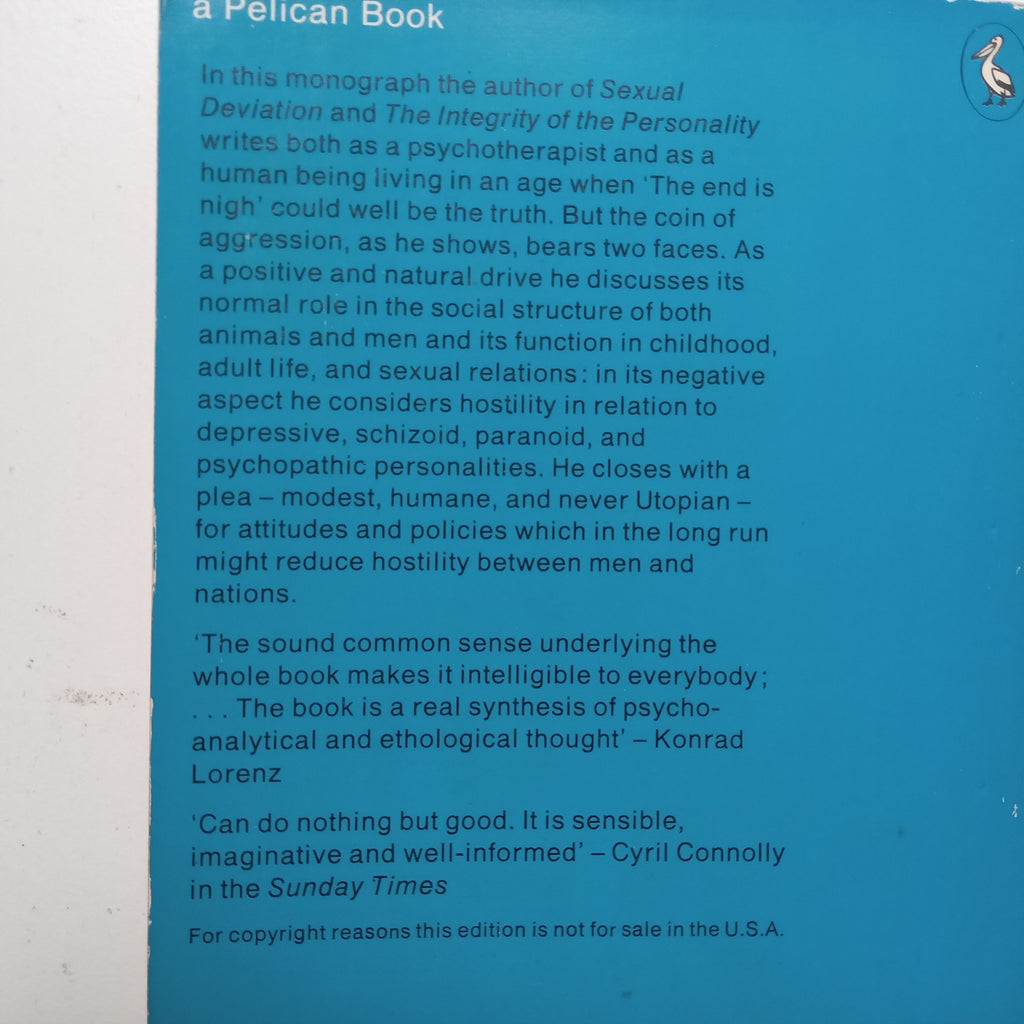 a Pelican Book
In this monograph the author of Sexual
Deviation and The Integrity of the Personality
writes both as a psychotherapist and as a
human being living in an age when ‘The end is
nigh’ could well be the truth. But the coin of
aggression, as he shows, bears two faces. As
a positive and natural drive he discusses its
normal role in the social structure of both
animals and men and its function in childhood,
adult life, and sexual relations: in its negative
aspect he considers hostility in relation to
depressive, schizoid, paranoid, and
psychopathic personalities. He closes with a
plea – modest, humane, and never Utopian –
for attitudes and policies which in the long run
might reduce hostility between men and
nations.
‘The sound common sense underlying the
whole book makes it intelligible to everybody;
. . . The book is a real synthesis of psycho-
analytical and ethological thought’ – Konrad
Lorenz
‘Can do nothing but good. It is sensible,
imaginative and well-informed’ – Cyril Connolly
in the Sunday Times
For copyright reasons this edition is not for sale in the U.S.A.